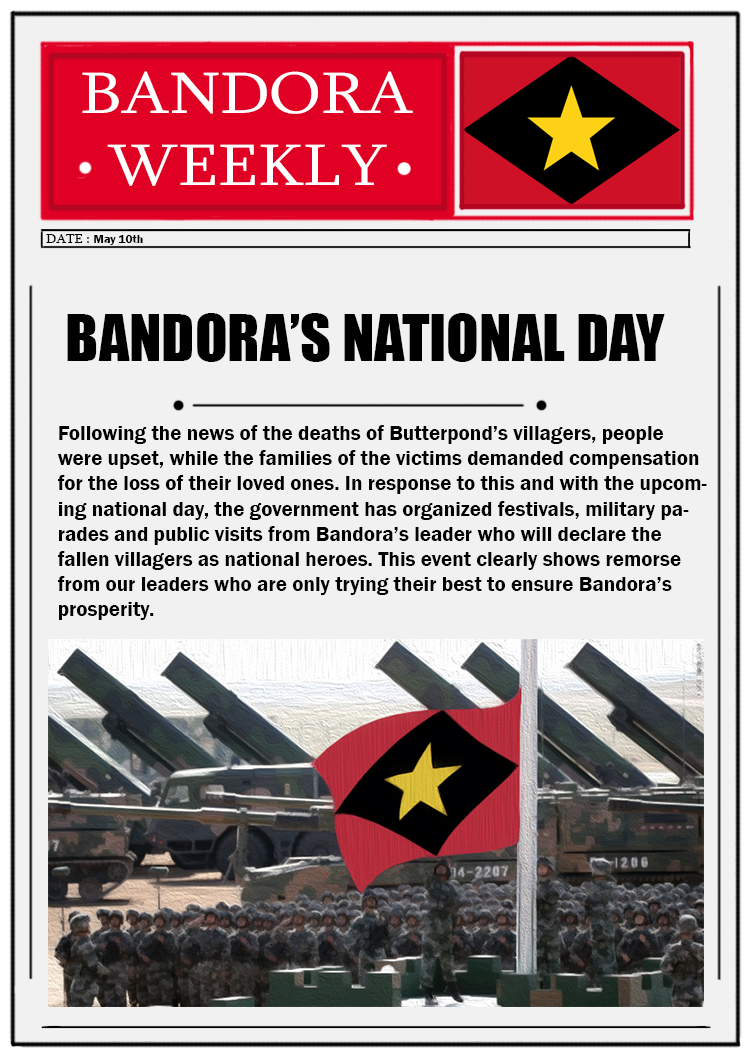 BANDORA
• WEEKLY •
DATE : May 10th
BANDORA'S NATIONAL DAY
Following the news of the deaths of Butterpond's villagers, people
were upset, while the families of the victims demanded compensation
for the loss of their loved ones. In response to this and with the upcom-
ing national day, the government has organized festivals, military pa-
rades and public visits from Bandora's leader who will declare the
fallen villagers as national heroes. This event clearly shows remorse
from our leaders who are only trying their best to ensure Bandora's
prosperity.
1206
14-2207